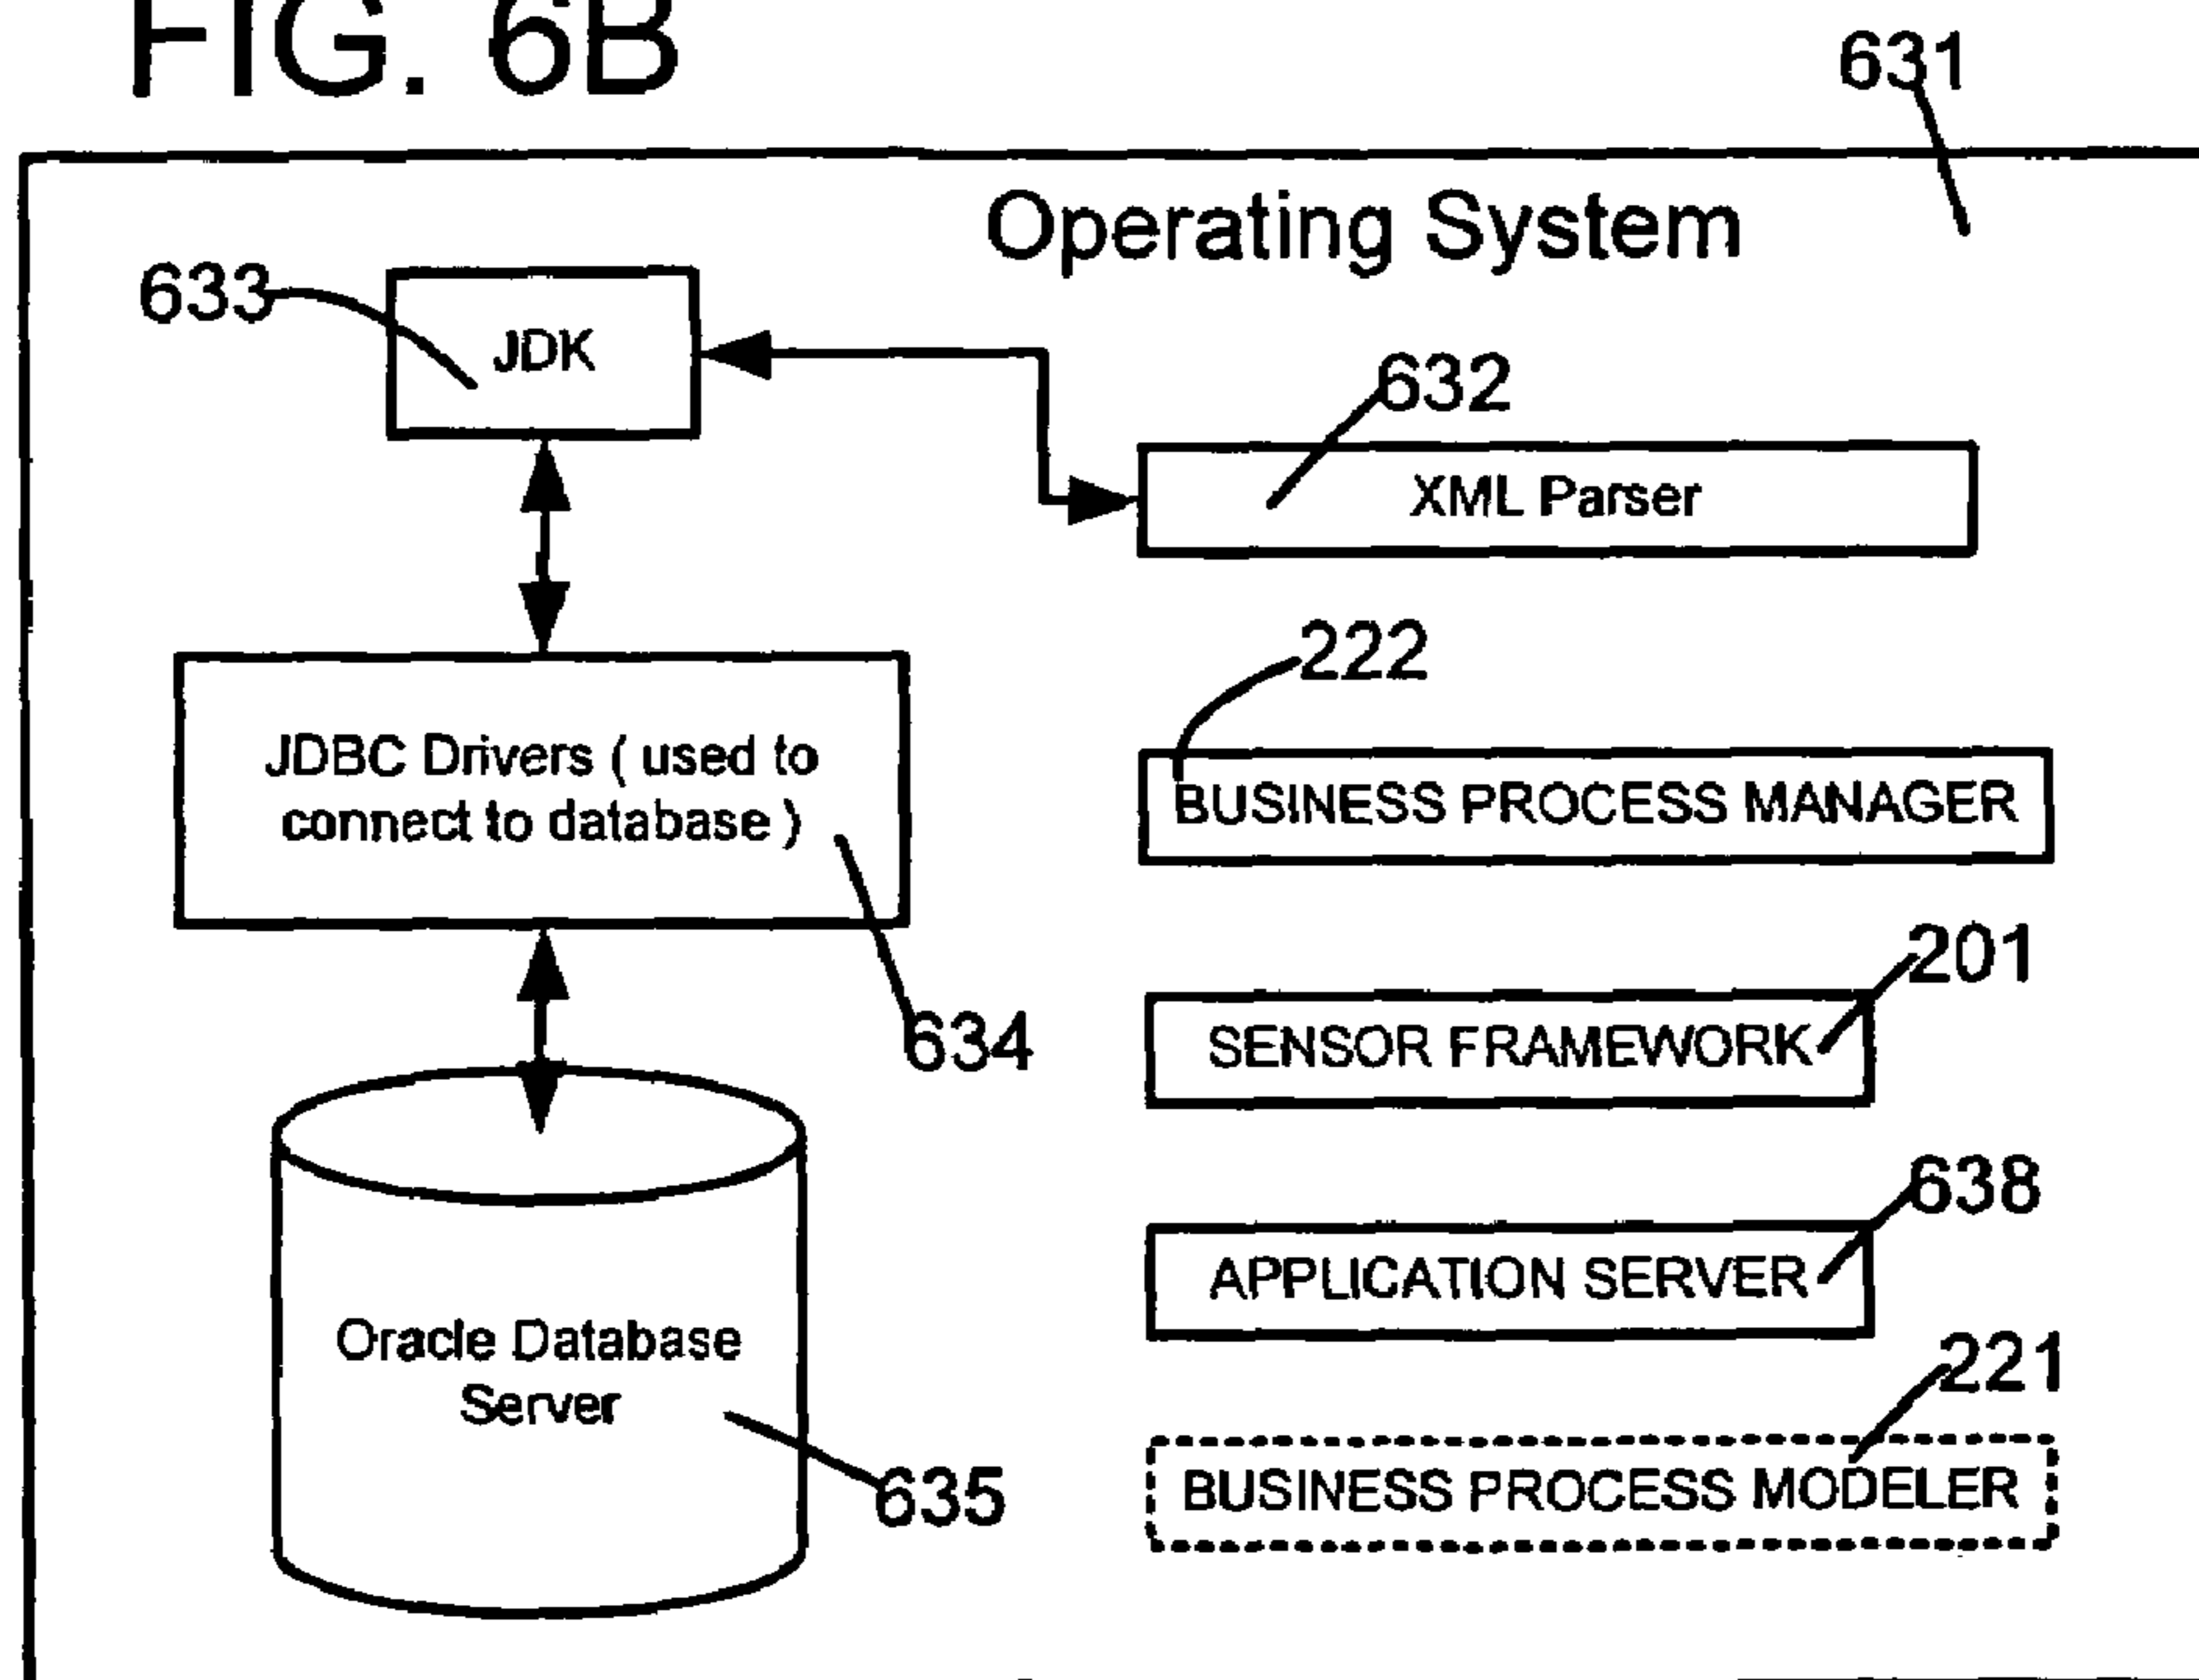 FIG. 6B
631
Operating System
633
JDK
632
XML Parser
222
JDBC Drivers ( used to
connect to database )
BUSINESS PROCESS MANAGER
201
634
SENSOR FRAMEWORK
638
APPLICATION SERVER
Oracle Database
Server
221
635
BUSINESS PROCESS MODELER